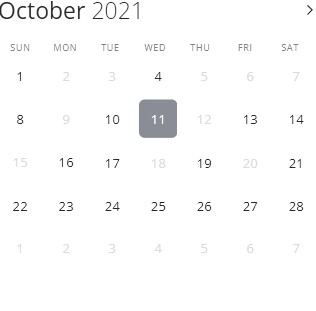 October 2021
SUN MON TUE WED THU FRI SAT
1 2 3 4 5 6 7
8 9 10 11 12 13 14
15 16 17 18 19 20 21
22 23 24 25 26 27 28
1 2 3 4 5 6 7